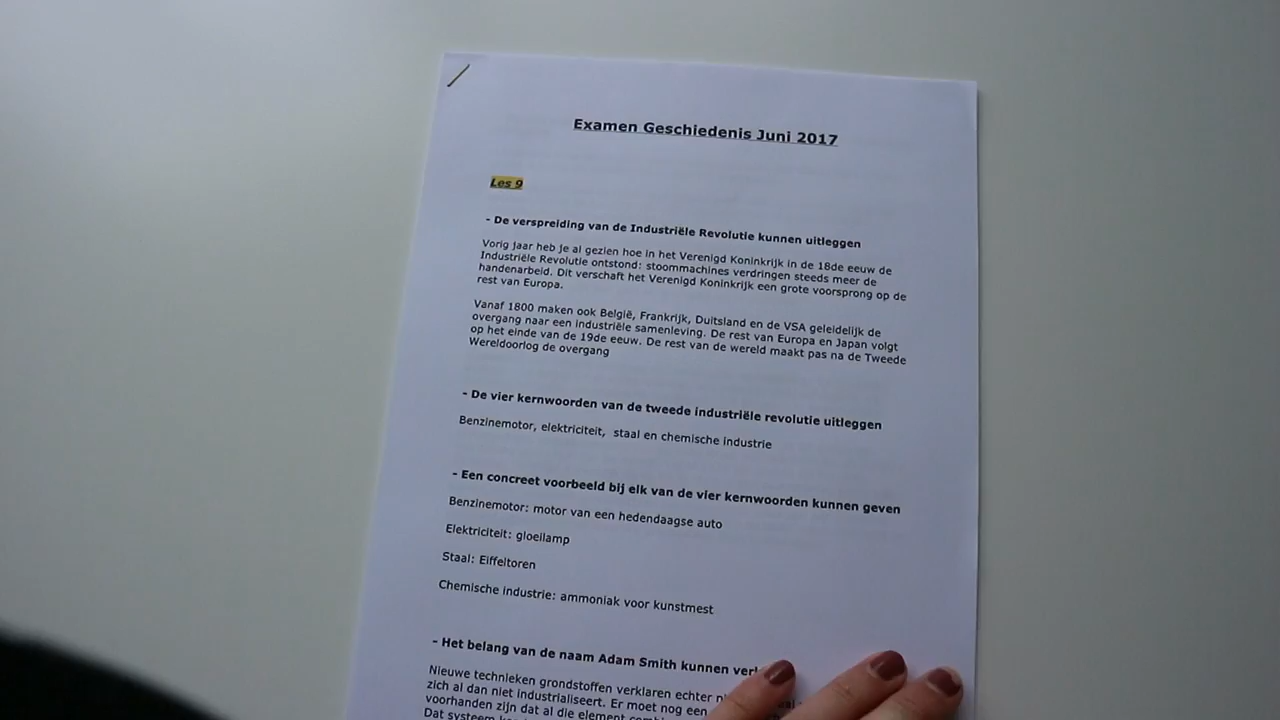 Examen Geschiedenis Juni 2017
Les 9
- De verspreiding van de Industriële Revolutie kunnen uitleggen
Vorig jaar heb je al gezien hoe in het Verenigd Koninkrijk in de 18de eeuw de
Industriële Revolutie ontstond: stoommachines verdringen steeds meer de
handenarbeid. Dit verschaft het Verenigd Koninkrijk een grote voorsprong op de
rest van Europa.
Vanaf 1800 maken ook België, Frankrijk, Duitsland en de VSA geleidelijk de
overgang naar een industriële samenleving. De rest van Europa en Japan volgt
op het einde van de 19de eeuw. De rest van de wereld maakt pas na de Tweede
Wereldoorlog de overgang
- De vier kernwoorden van de tweede industriële revolutie uitleggen
Benzinemotor, elektriciteit, staal en chemische industrie
- Een concreet voorbeeld bij elk van de vier kernwoorden kunnen geven
Benzinemotor: motor van een hedendaagse auto
Elektriciteit: gloeilamp
Staal: Eiffeltoren
Chemische industrie: ammoniak voor kunstmest
- Het belang van de naam Adam Smith kunnen
Nieuwe technieken grondstoffen verklaren echter
zich al dan niet industrialiseert. Er moet nog een
voorhanden zijn dat al die element
Dat systeem